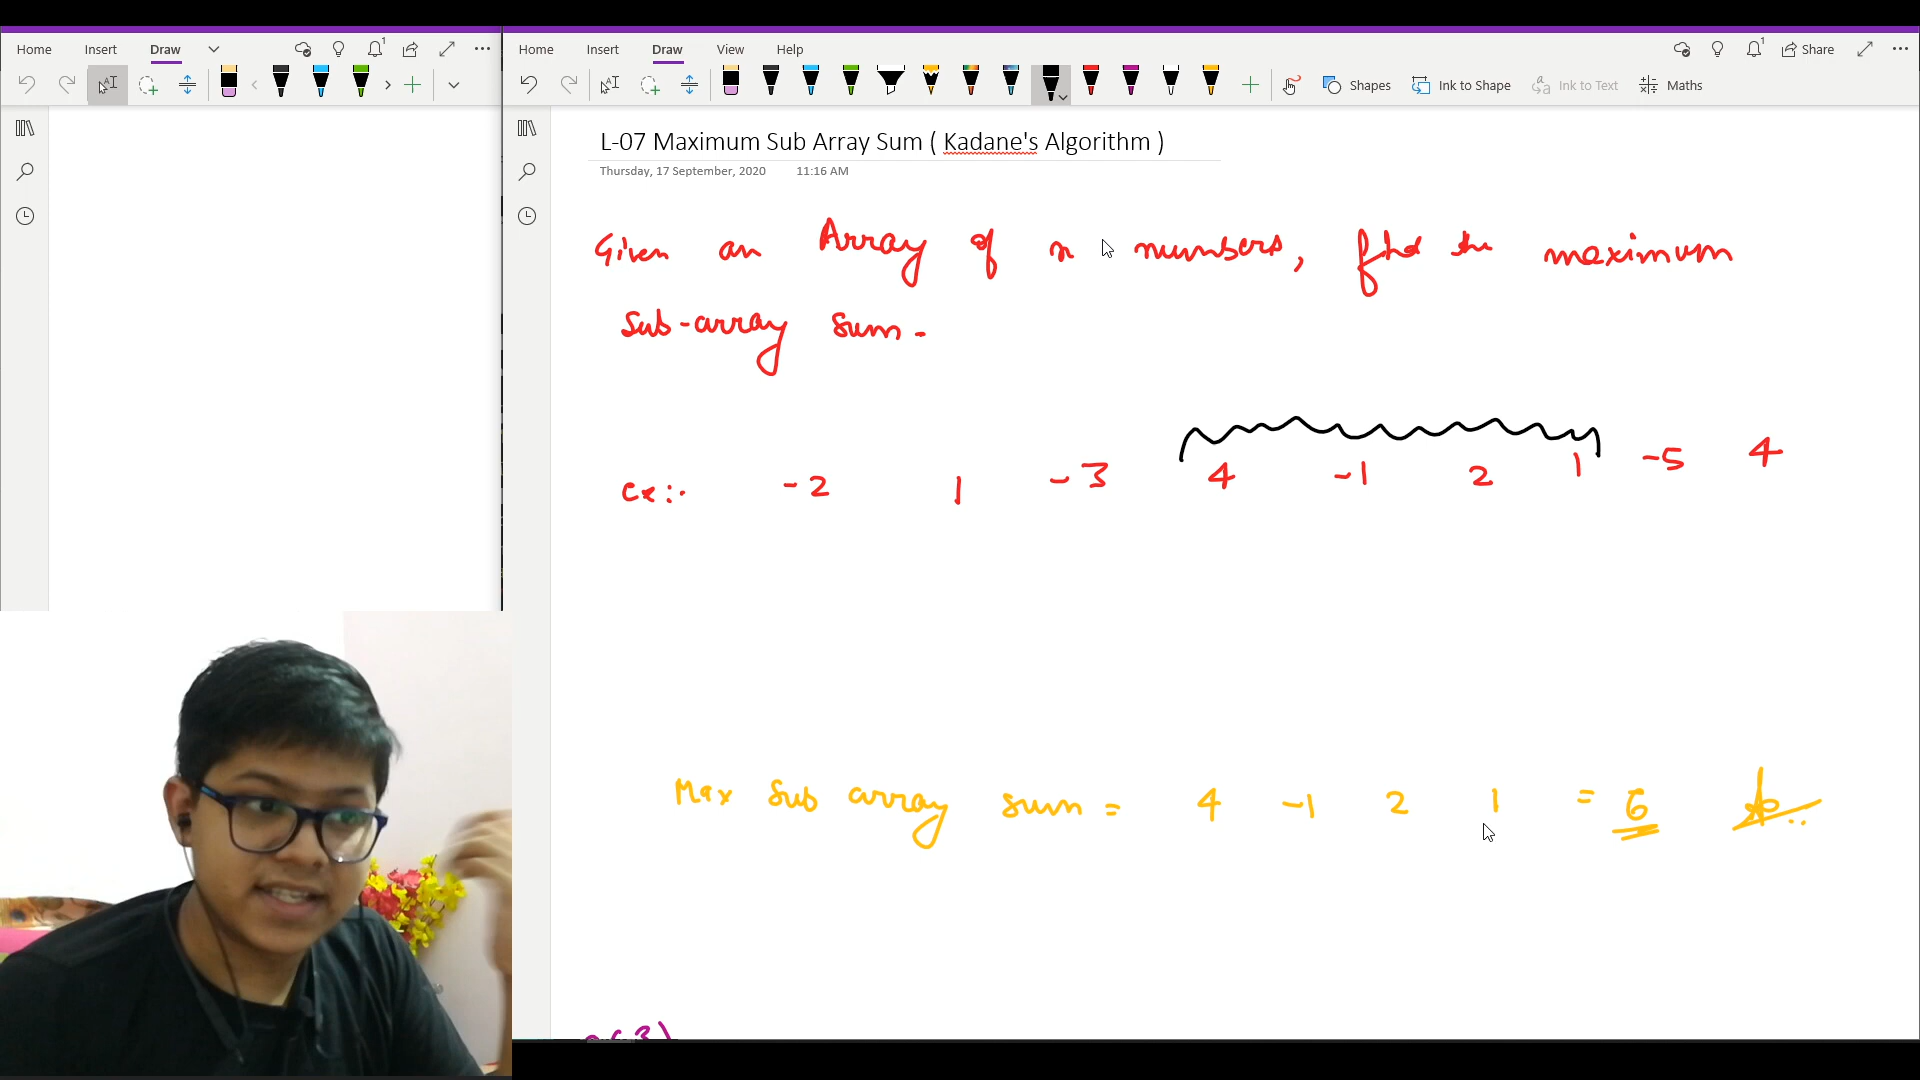 Home Insert Draw
Home Insert Draw View Help Share
Shapes Ink to Shape Ink to Text Maths
L-07 Maximum Sub Array Sum ( Kadane's Algorithm )
Thursday, 17 September, 2020 11:16 AM
Given an Array of n numbers, find the maximum
sub-array sum.
ex:- -2 1 -3 4 -1 2 1 -5 4
Max Sub array sum = 4 -1 2 1 = 6